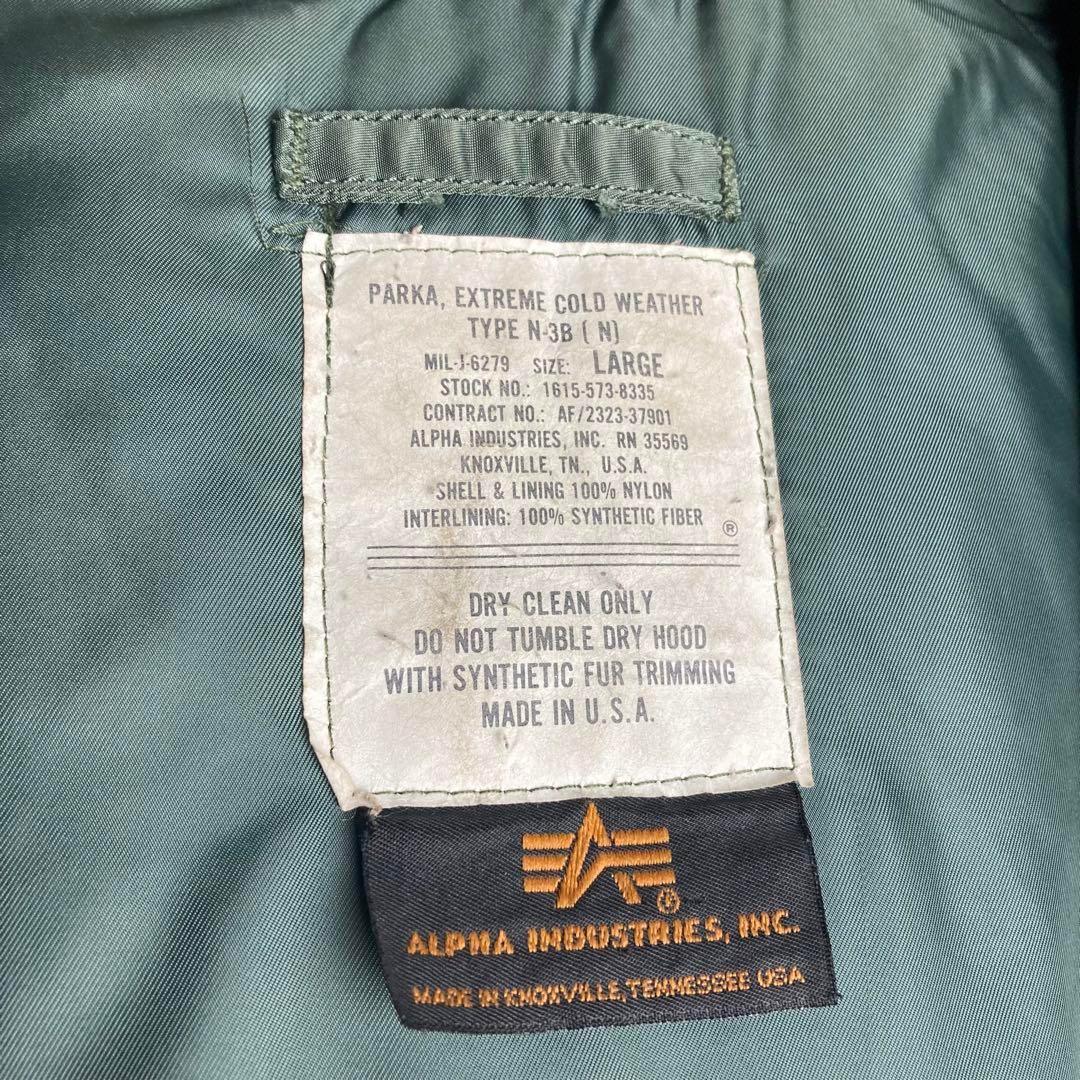 PARKA, EXTREME COLD WEATHER
TYPE N-3B ( N)
MIL-J-6279 SIZE: LARGE
STOCK NO.: 1615-573-8335
CONTRACT NO.: AF/2323-37901
ALPHA INDUSTRIES, INC. RN 35569
KNOXVILLE, TN., U.S.A.
SHELL & LINING 100% NYLON
INTERLINING: 100% SYNTHETIC FIBER ®
DRY CLEAN ONLY
DO NOT TUMBLE DRY HOOD
WITH SYNTHETIC FUR TRIMMING
MADE IN U.S.A.
®
ALPHA INDUSTRIES, INC.
MADE IN KNOXVILLE, TENNESSEE USA